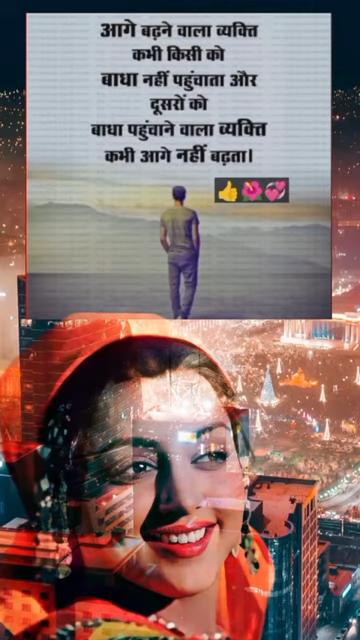 आगे बढ़ने वाला व्यक्ति
कभी किसी को
बाधा नहीं पहुंचाता और
दूसरों को
बाधा पहुंचाने वाला व्यक्ति
कभी आगे नहीं बढ़ता।